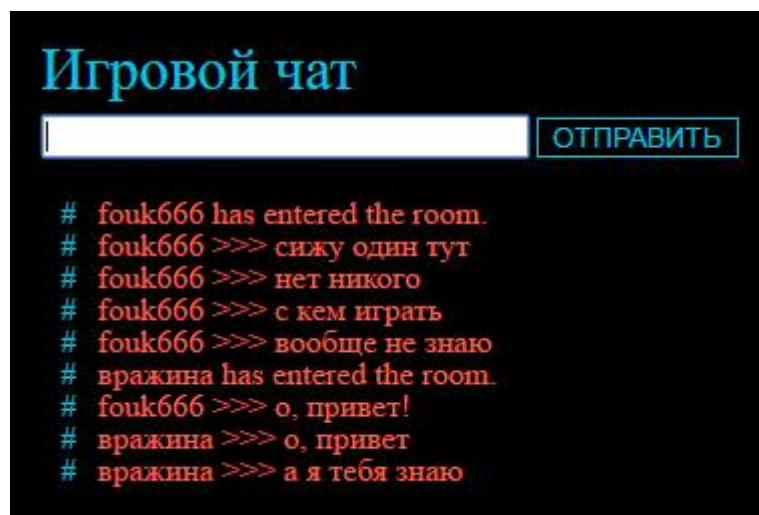 Игровой чат
ОТПРАВИТЬ
# fouk666 has entered the room.
# fouk666 >>> сижу один тут
# fouk666 >>> нет никого
# fouk666 >>> с кем играть
# fouk666 >>> вообще не знаю
# вражина has entered the room.
# fouk666 >>> о, привет!
# вражина >>> о, привет
# вражина >>> а я тебя знаю